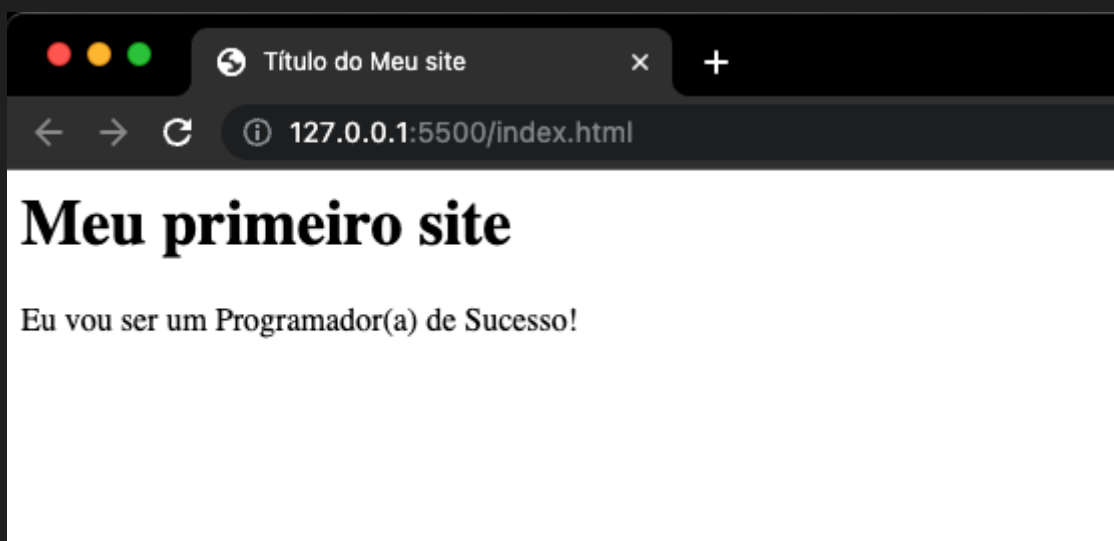 Título do Meu site
127.0.0.1:5500/index.html
Meu primeiro site
Eu vou ser um Programador(a) de Sucesso!